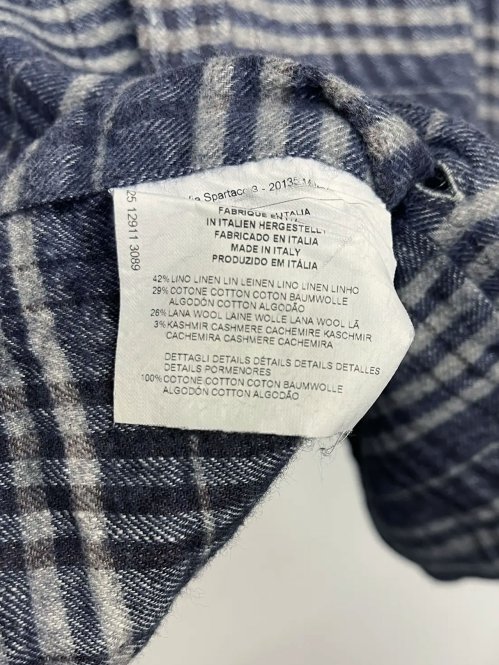 Spartaco 3 - 20135
FABRIQUÉ EN ITALIA
IN ITALIEN HERGESTELLT
FABRICADO EN ITALIA
MADE IN ITALY
PRODUZIDO EM ITÁLIA
42% LINO LINEN LIN LEINEN LINO LINEN LINHO
29% COTONE COTTON COTON BAUMWOLLE
ALGODÓN COTTON ALGODÃO
26% LANA WOOL LAINE WOLLE LANA WOOL LÃ
3% KASHMIR CASHMERE CACHEMIRE KASCHMIR
CACHEMIRA CASHMERE CACHEMIRA
DETTAGLI DETAILS DÉTAILS DETAILS DETALLES
DETAILS PORMENORES
100% COTONE COTTON COTON BAUMWOLLE
ALGODÓN COTTON ALGODÃO
25 12911 3089